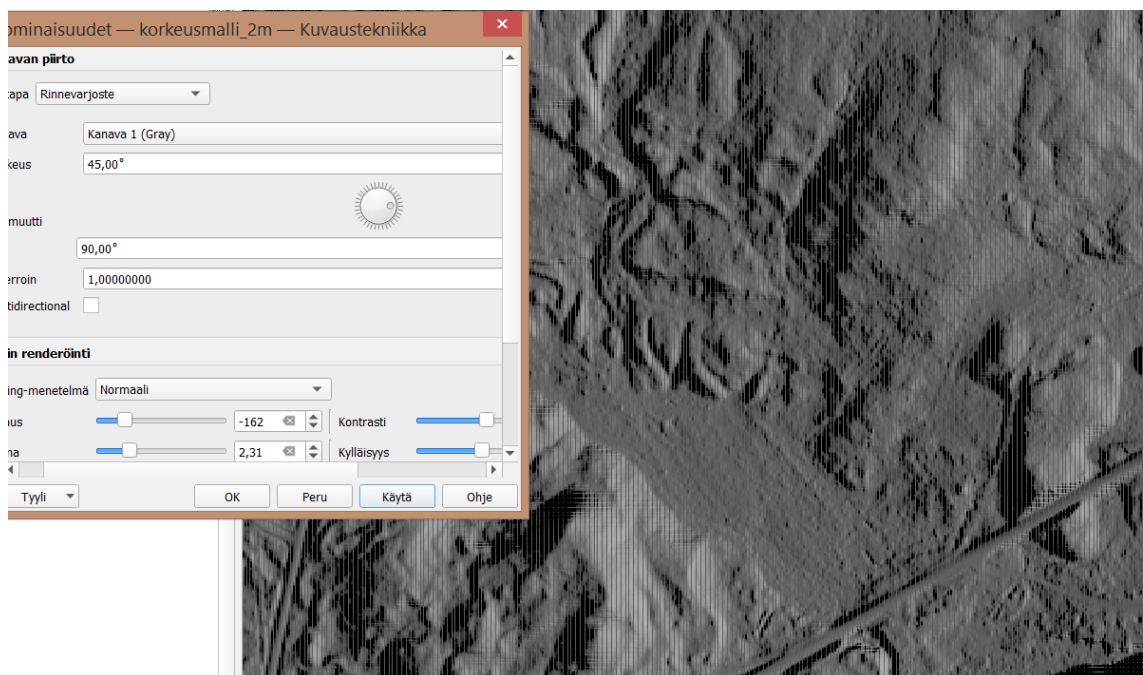 ominaisuudet — korkeusmalli_2m — Kuvaustekniikka
avan piirto
apa Rinnevarjoste
ava Kanava 1 (Gray)
keus 45,00°
muutti
90,00°
erroin 1,00000000
tidirectional
in renderöinti
ing-menetelmä Normaali
us -162 Kontrasti
na 2,31 Kylläisyys
Tyyli OK Peru Käytä Ohje